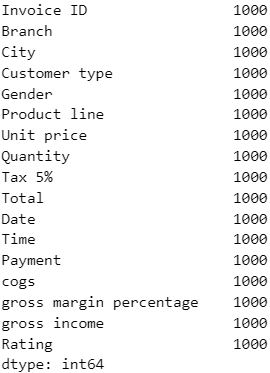 Invoice ID                 1000
Branch                     1000
City                       1000
Customer type              1000
Gender                     1000
Product line               1000
Unit price                 1000
Quantity                   1000
Tax 5%                     1000
Total                      1000
Date                       1000
Time                       1000
Payment                    1000
cogs                       1000
gross margin percentage    1000
gross income               1000
Rating                     1000
dtype: int64